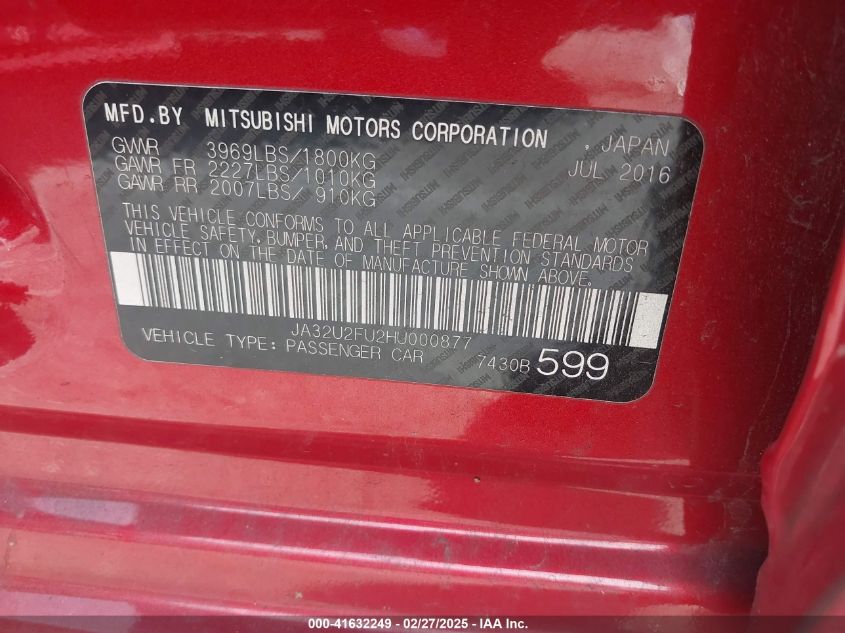 MFD.BY MITSUBISHI MOTORS CORPORATION , JAPAN
GVWR 3969LBS/1800KG JUL 2016
GAWR FR 2227LBS/1010KG
GAWR RR 2007LBS/ 910KG
THIS VEHICLE CONFORMS TO ALL APPLICABLE FEDERAL MOTOR
VEHICLE SAFETY, BUMPER, AND THEFT PREVENTION STANDARDS
IN EFFECT ON THE DATE OF MANUFACTURE SHOWN ABOVE.
JA32U2FU2HU000877
VEHICLE TYPE: PASSENGER CAR 7430B 599
000-41632249 - 02/27/2025 - IAA Inc.